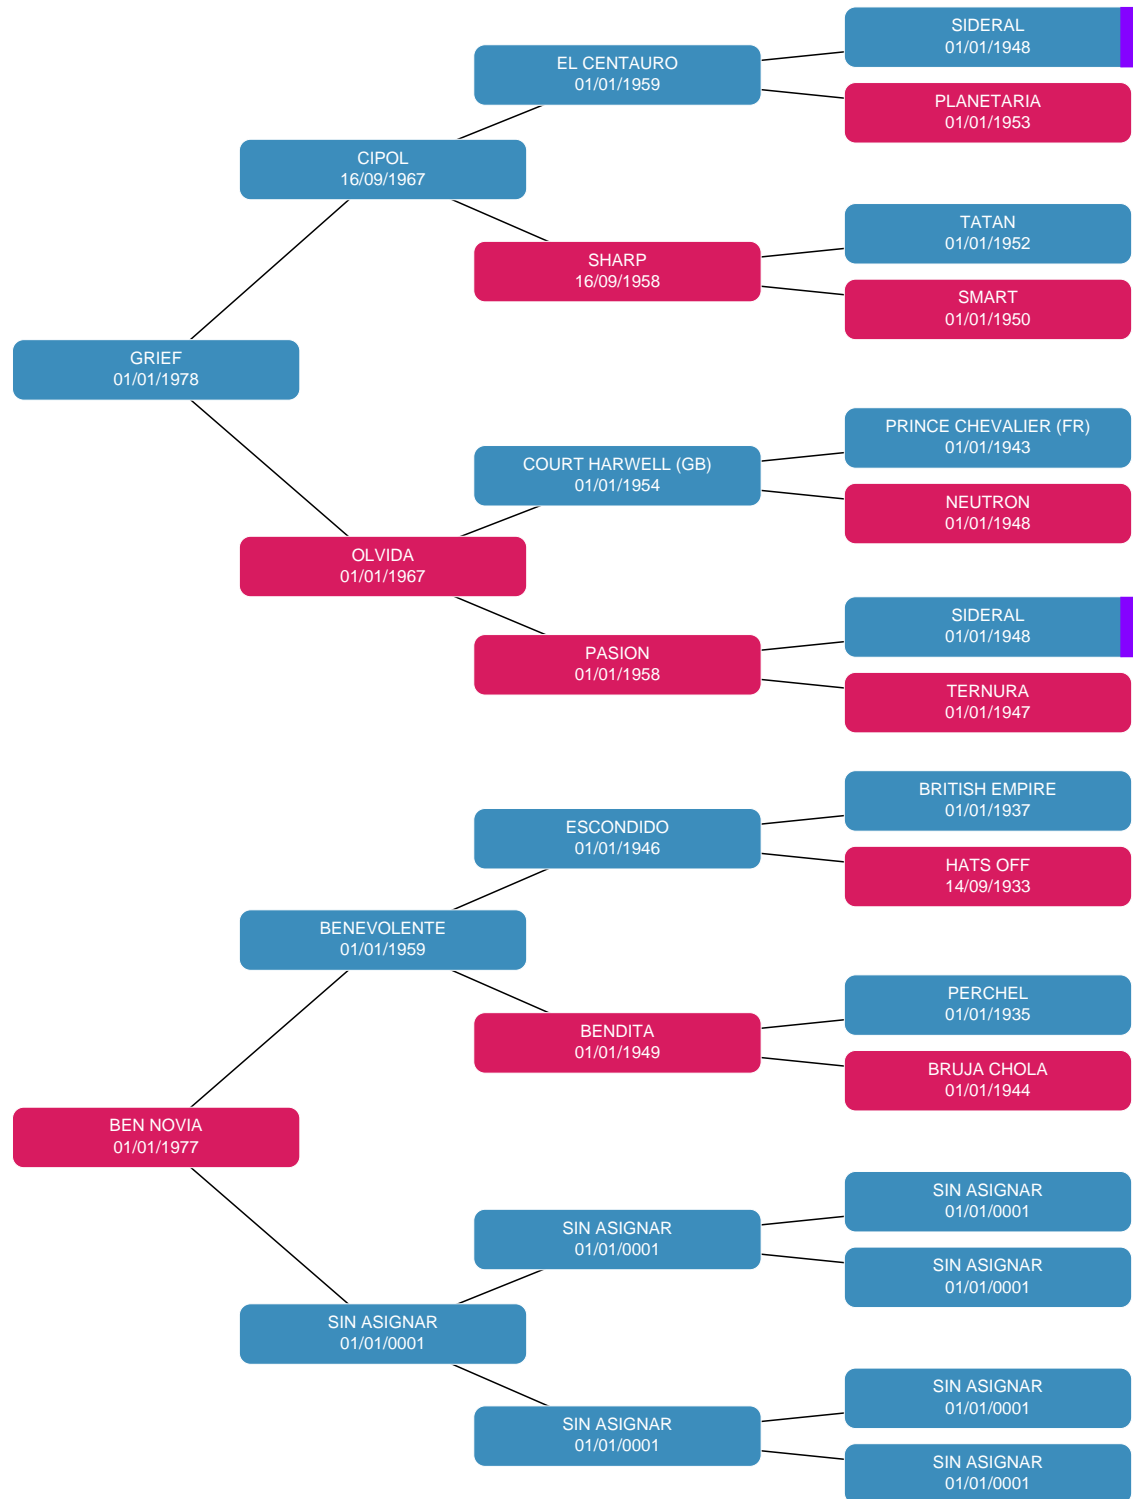 SIDERAL
01/01/1948
EL CENTAURO
01/01/1959
PLANETARIA
01/01/1953
CIPOL
16/09/1967
TATAN
01/01/1952
SHARP
16/09/1958
SMART
01/01/1950
GRIEF
01/01/1978
PRINCE CHEVALIER (FR)
01/01/1943
COURT HARWELL (GB)
01/01/1954
NEUTRON
01/01/1948
OLVIDA
01/01/1967
SIDERAL
01/01/1948
PASION
01/01/1958
TERNURA
01/01/1947
BRITISH EMPIRE
01/01/1937
ESCONDIDO
01/01/1946
HATS OFF
14/09/1933
BENEVOLENTE
01/01/1959
PERCHEL
01/01/1935
BENDITA
01/01/1949
BRUJA CHOLA
01/01/1944
BEN NOVIA
01/01/1977
SIN ASIGNAR
01/01/0001
SIN ASIGNAR
01/01/0001
SIN ASIGNAR
01/01/0001
SIN ASIGNAR
01/01/0001
SIN ASIGNAR
01/01/0001
SIN ASIGNAR
01/01/0001
SIN ASIGNAR
01/01/0001